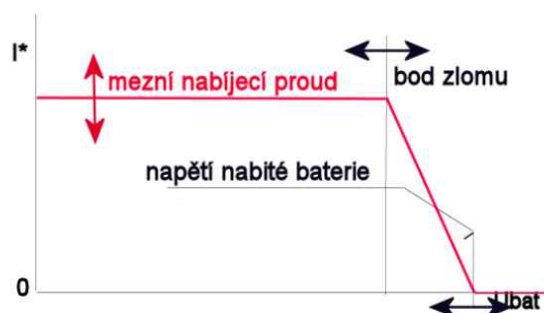 I*
mezní nabíjecí proud
bod zlomu
napětí nabité baterie
0
Ubat